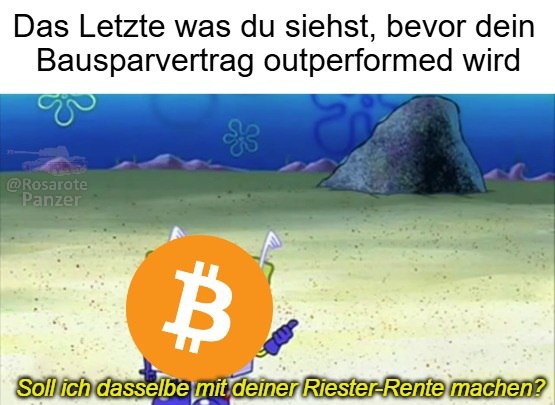 Das Letzte was du siehst, bevor dein
Bausparvertrag outperformed wird
@Rosarote
Panzer
₿
Soll ich dasselbe mit deiner Riester-Rente machen?